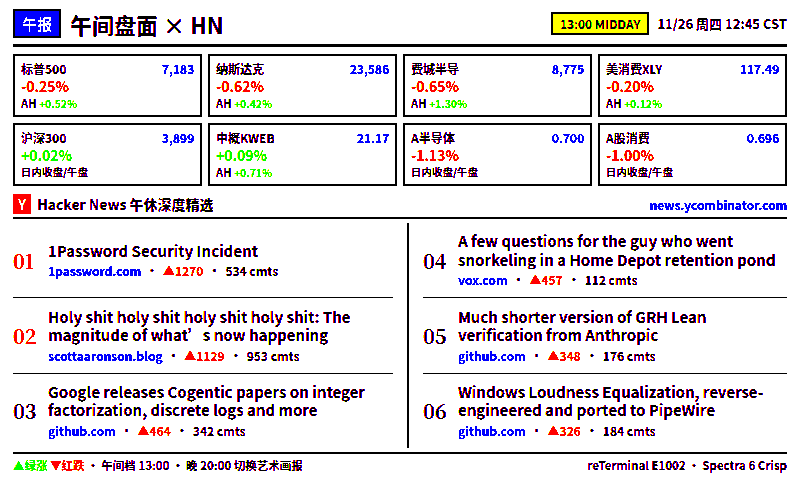 午报 午间盘面 × HN 13:00 MIDDAY 11/26 周四 12:45 CST
标普500 7,183
-0.25%
AH +0.52%
纳斯达克 23,586
-0.62%
AH +0.42%
费城半导 8,775
-0.65%
AH +1.30%
美消费XLY 117.49
-0.20%
AH +0.12%
沪深300 3,899
+0.02%
日内收盘/午盘
中概KWEB 21.17
+0.09%
AH +0.71%
A半导体 0.700
-1.13%
日内收盘/午盘
A股消费 0.696
-1.00%
日内收盘/午盘
Y Hacker News 午休深度精选 news.ycombinator.com
01 1Password Security Incident
1password.com · ▲1270 · 534 cmts
02 Holy shit holy shit holy shit holy shit: The
magnitude of what’s now happening
scottaaronson.blog · ▲1129 · 953 cmts
03 Google releases Cogentic papers on integer
factorization, discrete logs and more
github.com · ▲464 · 342 cmts
04 A few questions for the guy who went
snorkeling in a Home Depot retention pond
vox.com · ▲457 · 112 cmts
05 Much shorter version of GRH Lean
verification from Anthropic
github.com · ▲348 · 176 cmts
06 Windows Loudness Equalization, reverse-
engineered and ported to PipeWire
github.com · ▲326 · 184 cmts
▲绿涨 ▼红跌 · 午间档 13:00 · 晚 20:00 切换艺术画报 reTerminal E1002 · Spectra 6 Crisp